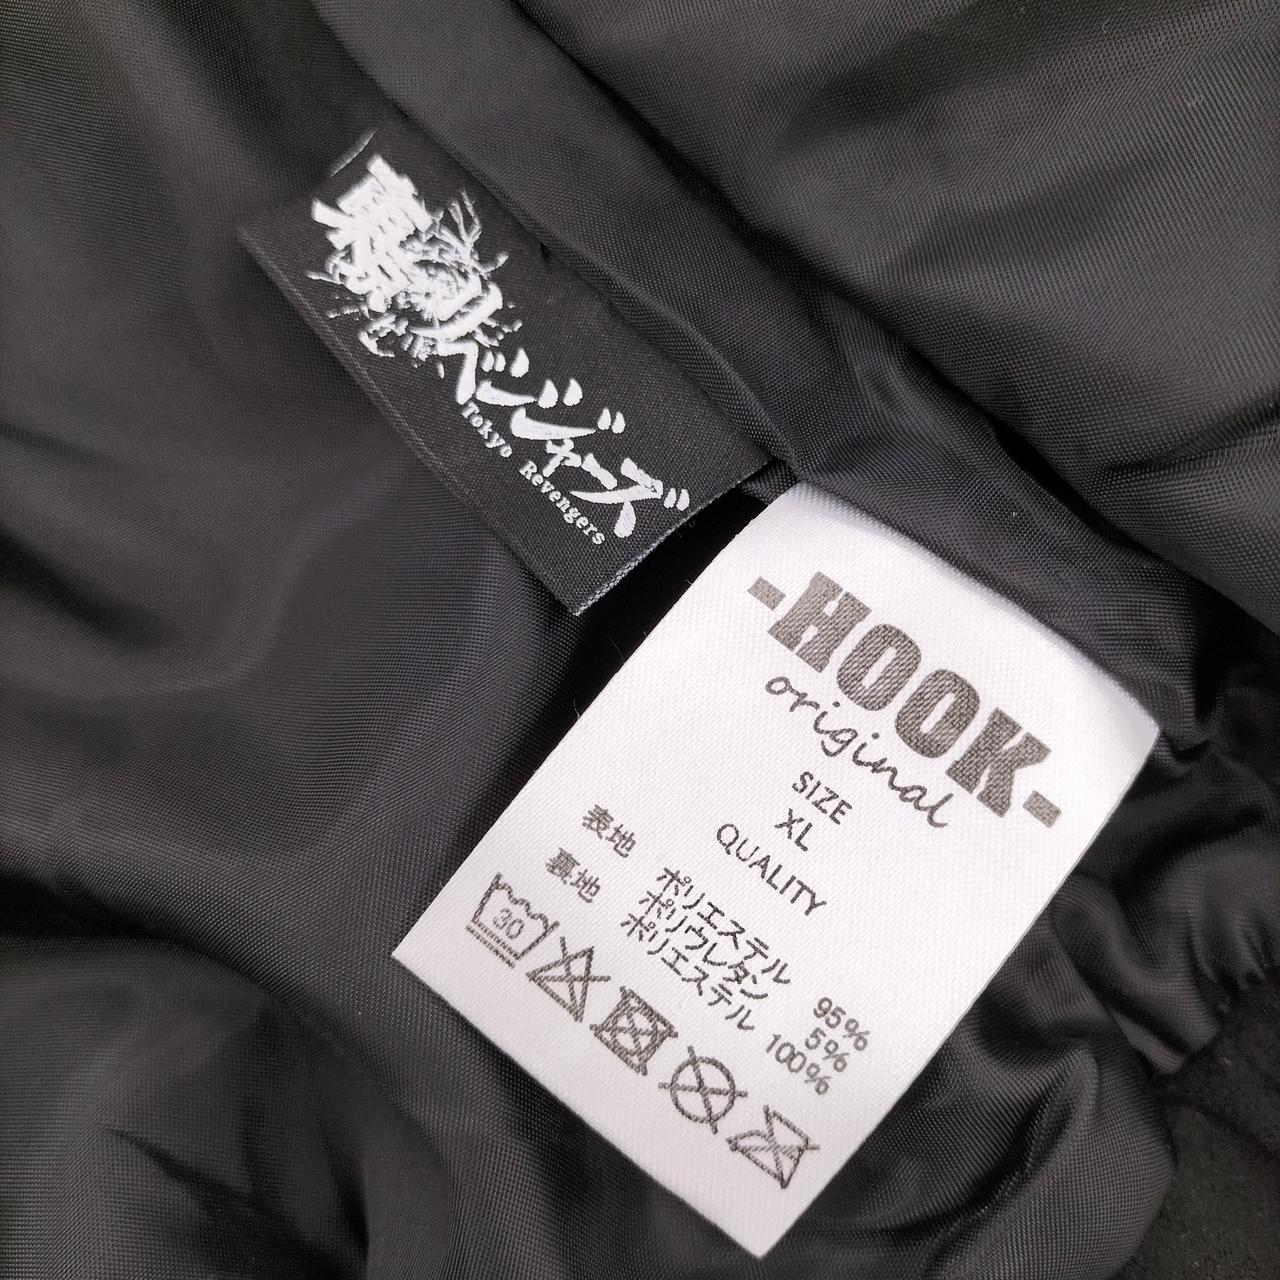 東京リベンジャーズ
Tokyo Revengers
-HOOK-
original
SIZE
XL
QUALITY
表地 ポリエステル 95%
ポリウレタン 5%
裏地 ポリエステル 100%
30